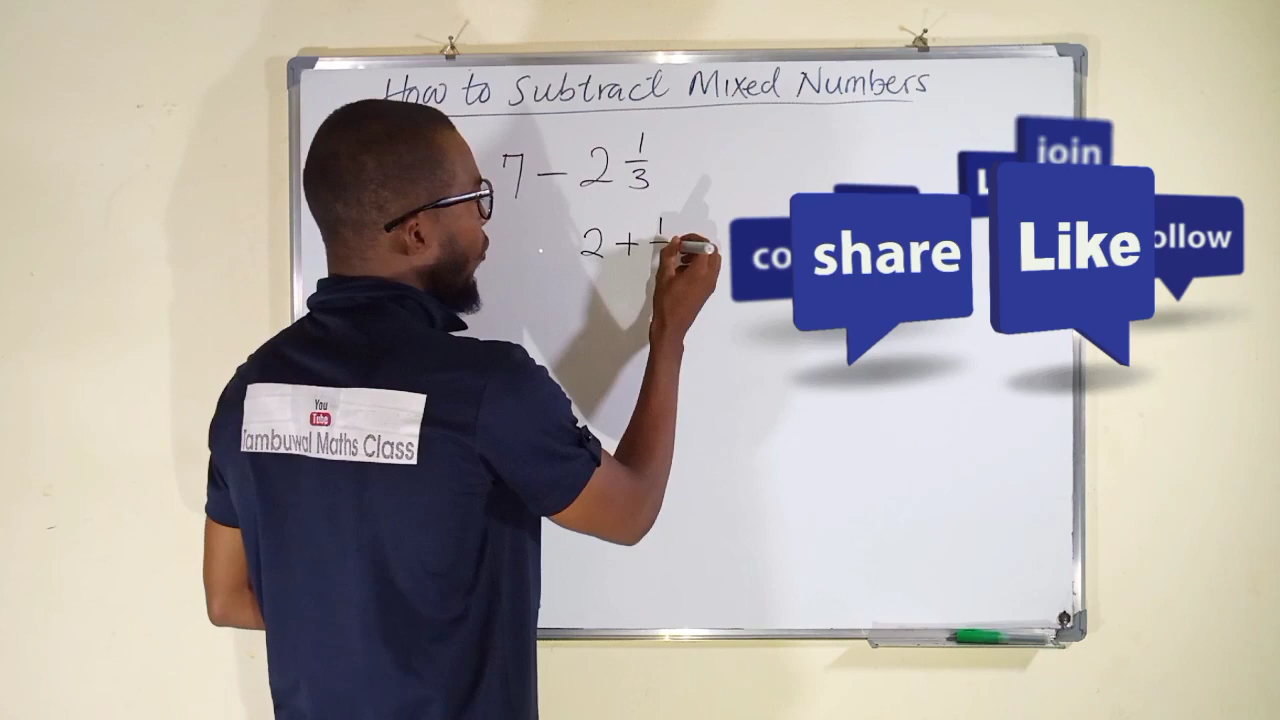 How to Subtract Mixed Numbers
7 - 2 1/3
2 + 1
You
Tube
Tambuwal Maths Class
join
L
co
share
Like
ollow